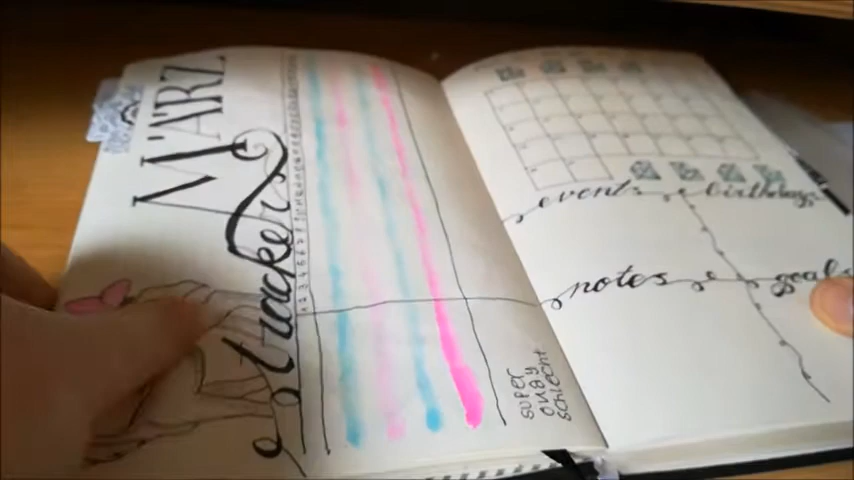 MÄRZ
tracker
super
okay
schlecht
events
birthdays
notes
goals